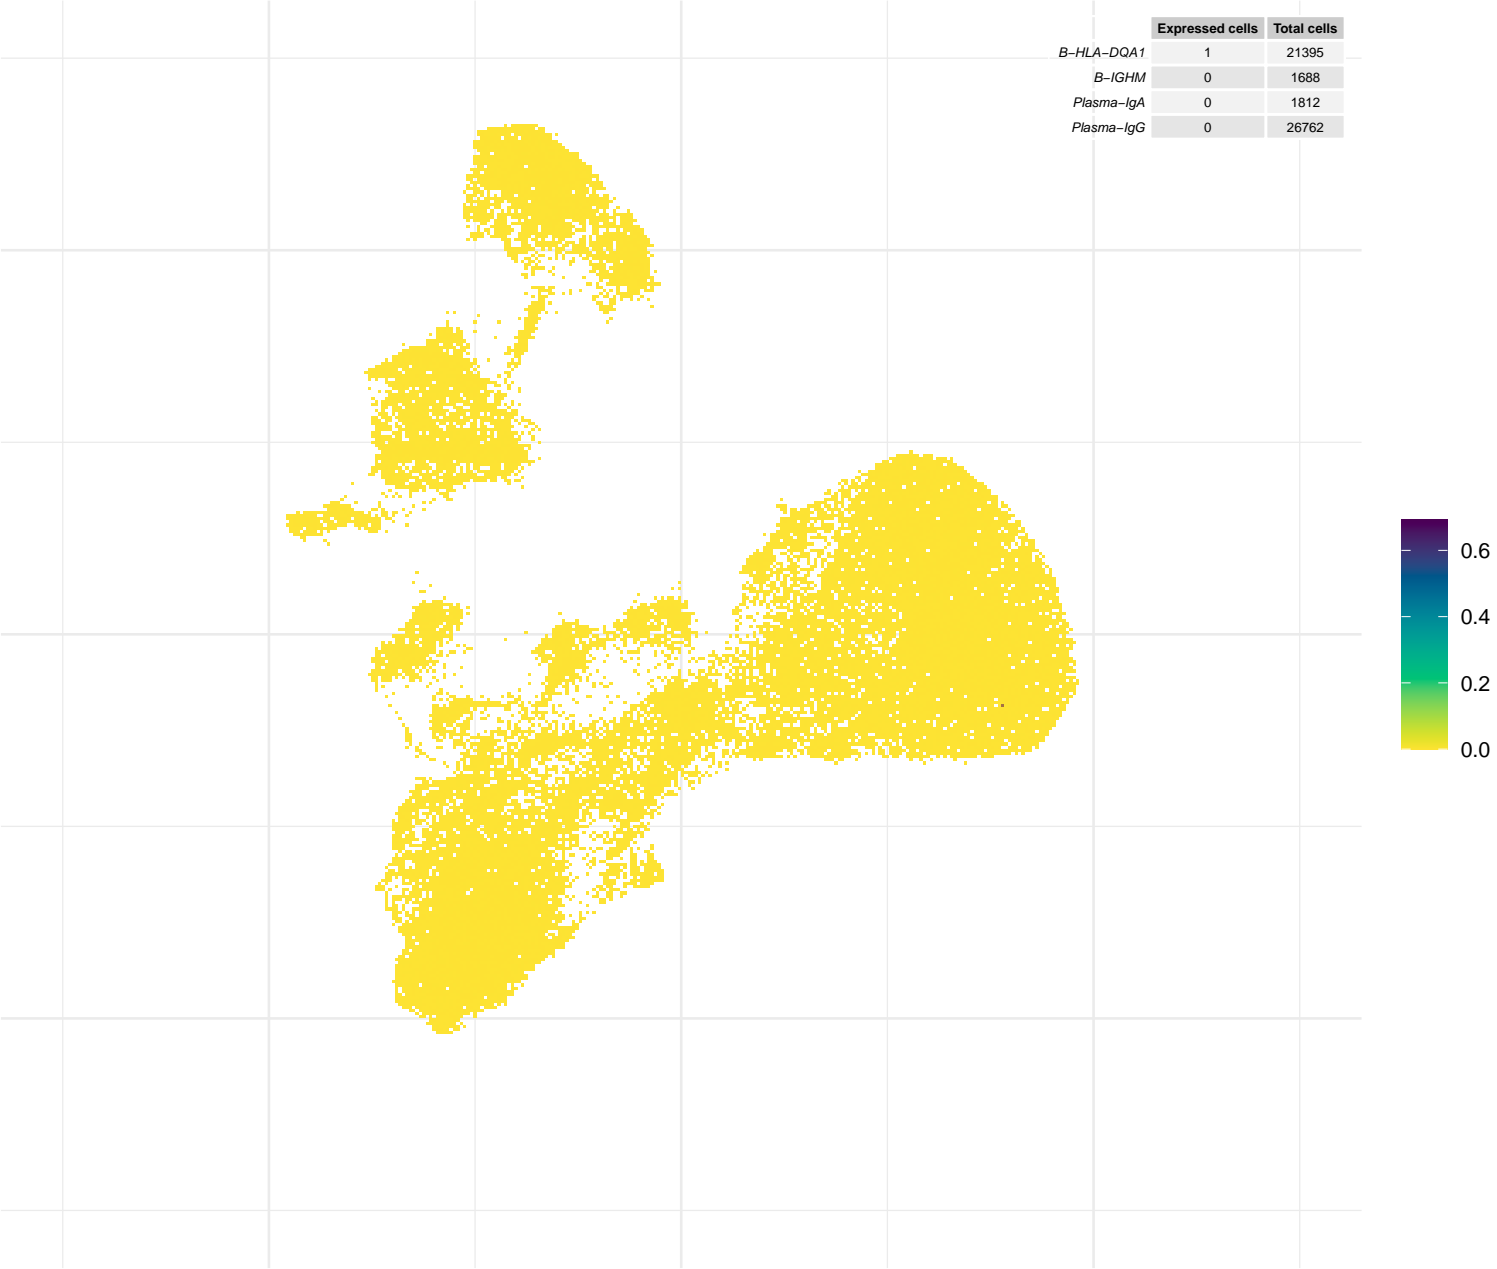 Expressed cells Total cells
B−HLA−DQA1 1 21395
B−IGHM 0 1688
Plasma−IgA 0 1812
Plasma−IgG 0 26762
0.6
0.4
0.2
0.0